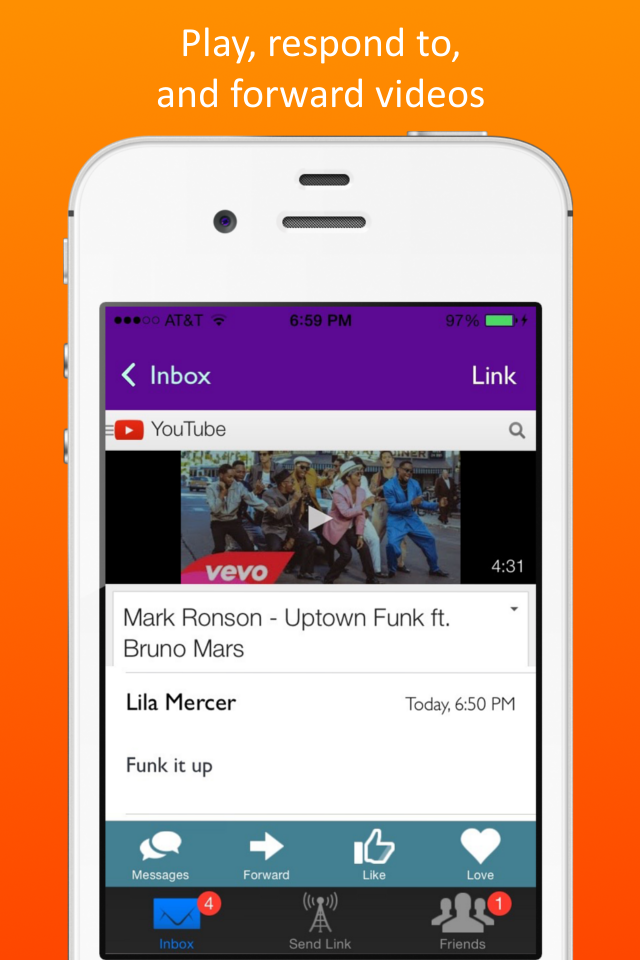 Play, respond to,
and forward videos
AT&T 6:59 PM 97%
Inbox Link
YouTube
vevo 4:31
Mark Ronson - Uptown Funk ft.
Bruno Mars
Lila Mercer Today, 6:50 PM
Funk it up
Messages Forward Like Love
4 1
Inbox Send Link Friends